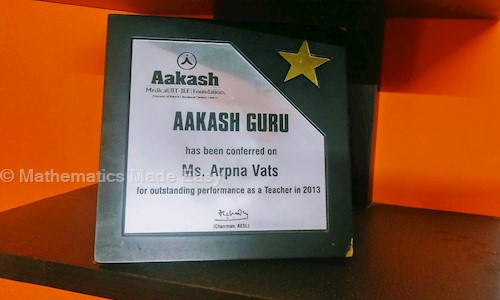 Aakash
Medical|IIT-JEE|Foundations
AAKASH GURU
has been conferred on
Ms. Arpna Vats
for outstanding performance as a Teacher in 2013
(Chairman, AESL)
© Mathematics Made Easy